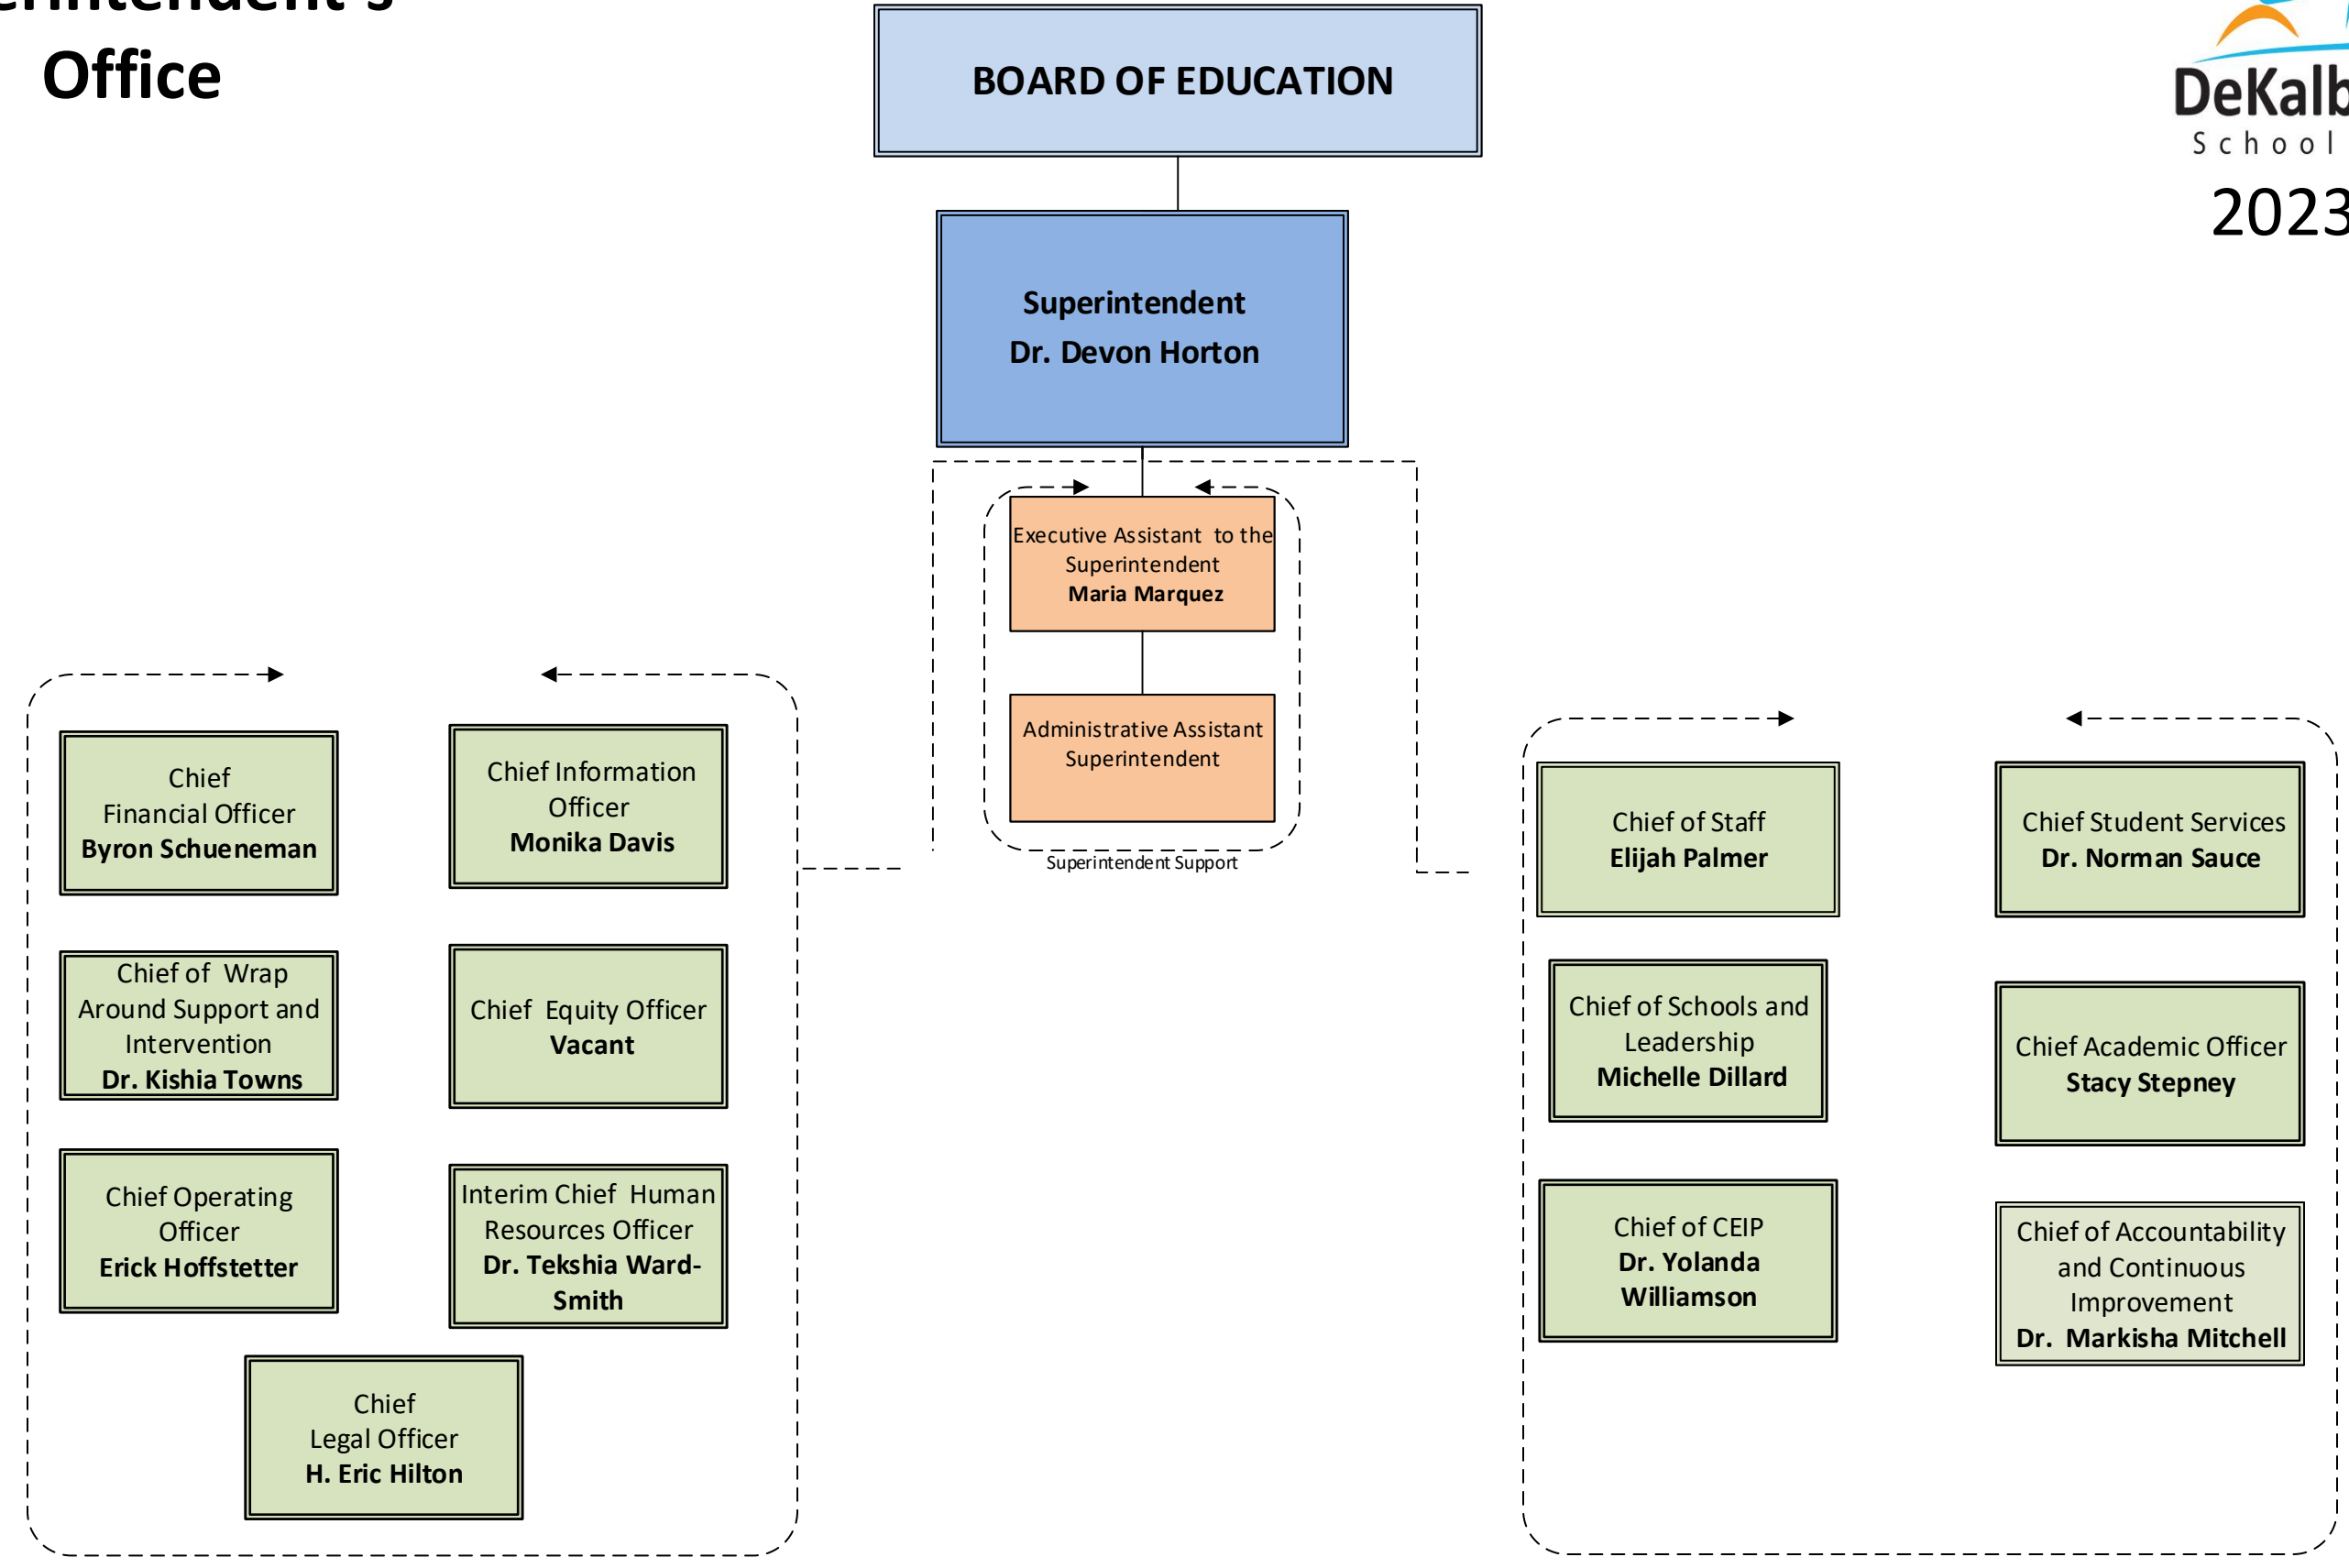 Office
BOARD OF EDUCATION
DeKalb
School
2023
Superintendent
Dr. Devon Horton
Executive Assistant to the
Superintendent
Maria Marquez
Administrative Assistant
Superintendent
Superintendent Support
Chief
Financial Officer
Byron Schueneman
Chief Information
Officer
Monika Davis
Chief of Wrap
Around Support and
Intervention
Dr. Kishia Towns
Chief Equity Officer
Vacant
Chief Operating
Officer
Erick Hoffstetter
Interim Chief Human
Resources Officer
Dr. Tekshia Ward-
Smith
Chief
Legal Officer
H. Eric Hilton
Chief of Staff
Elijah Palmer
Chief Student Services
Dr. Norman Sauce
Chief of Schools and
Leadership
Michelle Dillard
Chief Academic Officer
Stacy Stepney
Chief of CEIP
Dr. Yolanda
Williamson
Chief of Accountability
and Continuous
Improvement
Dr. Markisha Mitchell